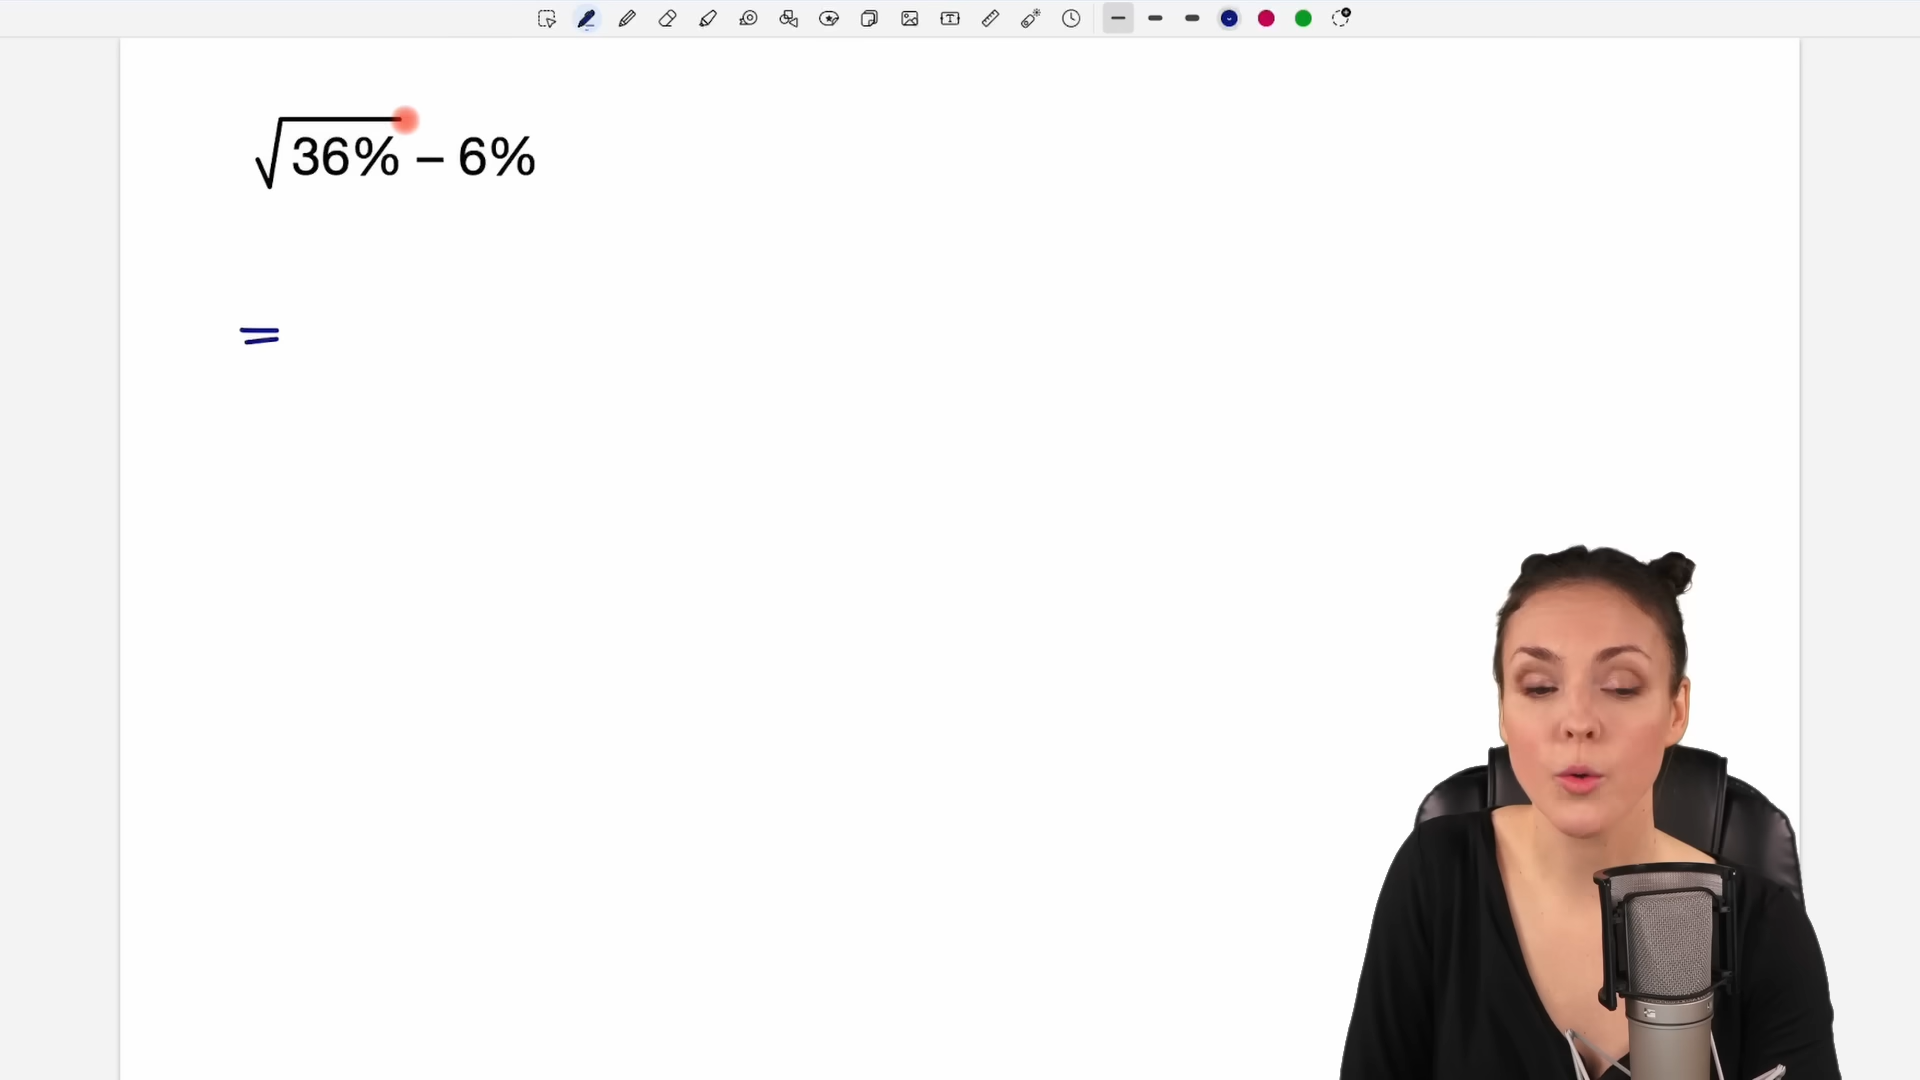 √36% – 6%
=